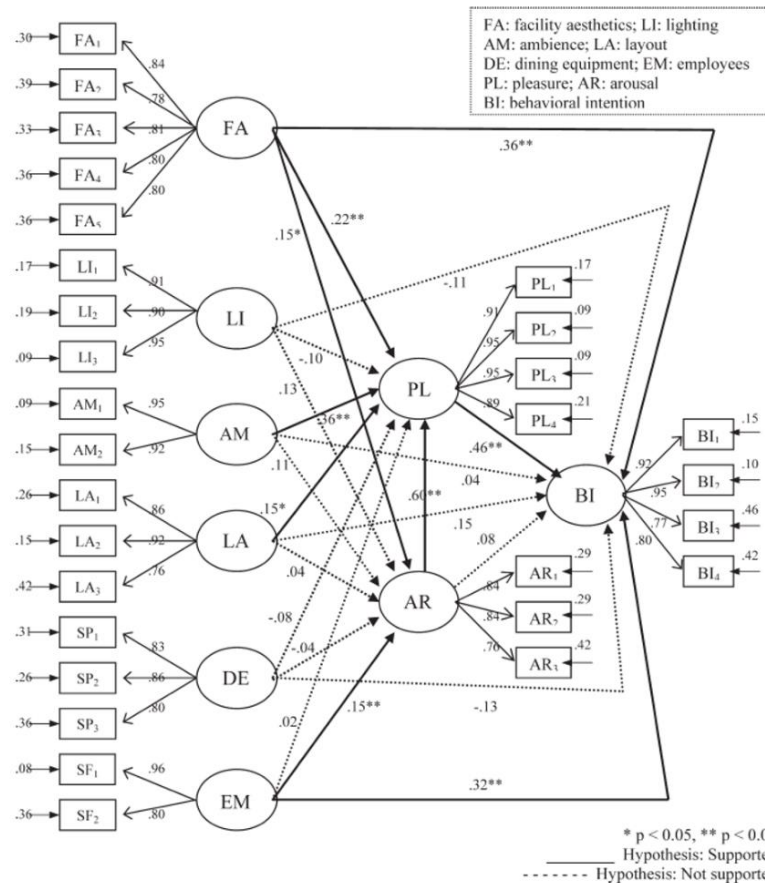 FA: facility aesthetics; LI: lighting
AM: ambience; LA: layout
DE: dining equipment; EM: employees
PL: pleasure; AR: arousal
BI: behavioral intention
.30 FA1 .84
.39 FA2 .78
.33 FA3 .81
.36 FA4 .80
.36 FA5 .80
FA
.36**
.22**
.15*
.17 LI1 .91
.19 LI2 .90
.09 LI3 .95
LI
-.11
-.10
.13
.09 AM1 .95
.15 AM2 .92
AM
.36**
.04
.11
.26 LA1 .86
.15 LA2 .92
.42 LA3 .76
LA
.15*
.15
.04
.31 SP1 .83
.26 SP2 .86
.36 SP3 .80
DE
-.08
-.04
-.13
.08 SF1 .96
.36 SF2 .80
EM
.02
.15**
.32**
PL
.91 PL1 .17
.95 PL2 .09
.95 PL3 .09
.89 PL4 .21
.46**
.60**
AR
.84 AR1 .29
.84 AR2 .29
.76 AR3 .42
.08
BI
.92 BI1 .15
.95 BI2 .10
.77 BI3 .46
.80 BI4 .42
* p < 0.05, ** p < 0.0
Hypothesis: Supporte
Hypothesis: Not supporte